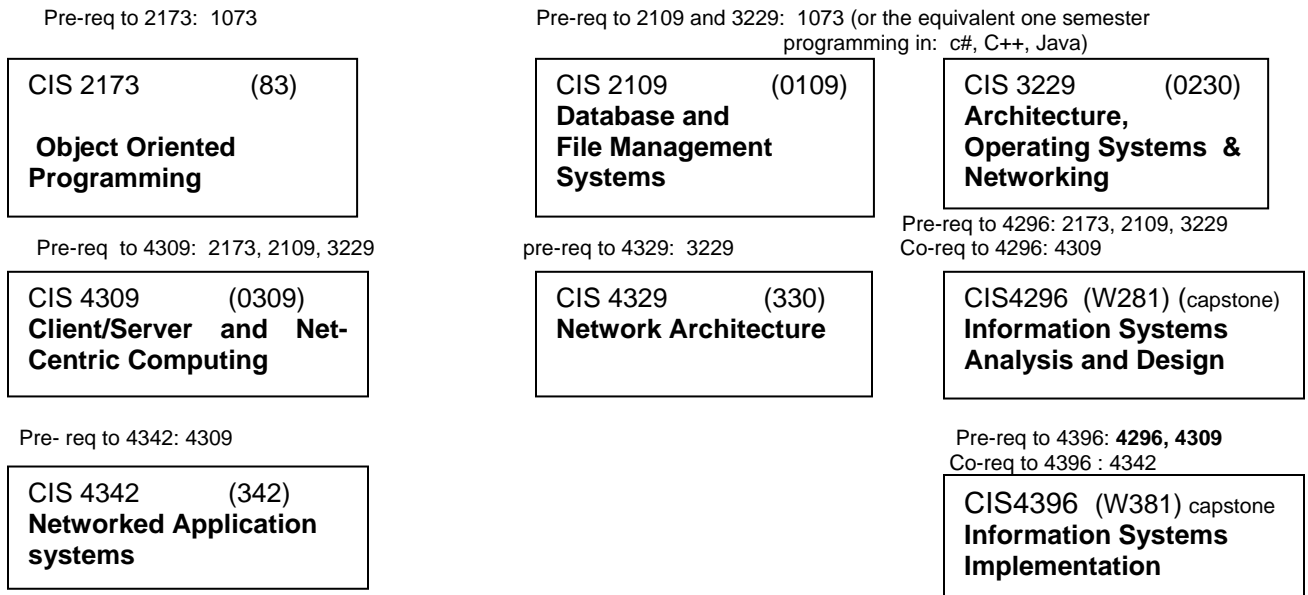 Pre-req to 2173: 1073
Pre-req to 2109 and 3229: 1073 (or the equivalent one semester
programming in: c#, C++, Java)
CIS 2173 (83)
Object Oriented
Programming
CIS 2109 (0109)
Database and
File Management
Systems
CIS 3229 (0230)
Architecture,
Operating Systems &
Networking
Pre-req to 4309: 2173, 2109, 3229
pre-req to 4329: 3229
Pre-req to 4296: 2173, 2109, 3229
Co-req to 4296: 4309
CIS 4309 (0309)
Client/Server and Net-
Centric Computing
CIS 4329 (330)
Network Architecture
CIS4296 (W281) (capstone)
Information Systems
Analysis and Design
Pre- req to 4342: 4309
Pre-req to 4396: 4296, 4309
Co-req to 4396 : 4342
CIS 4342 (342)
Networked Application
systems
CIS4396 (W381) capstone
Information Systems
Implementation